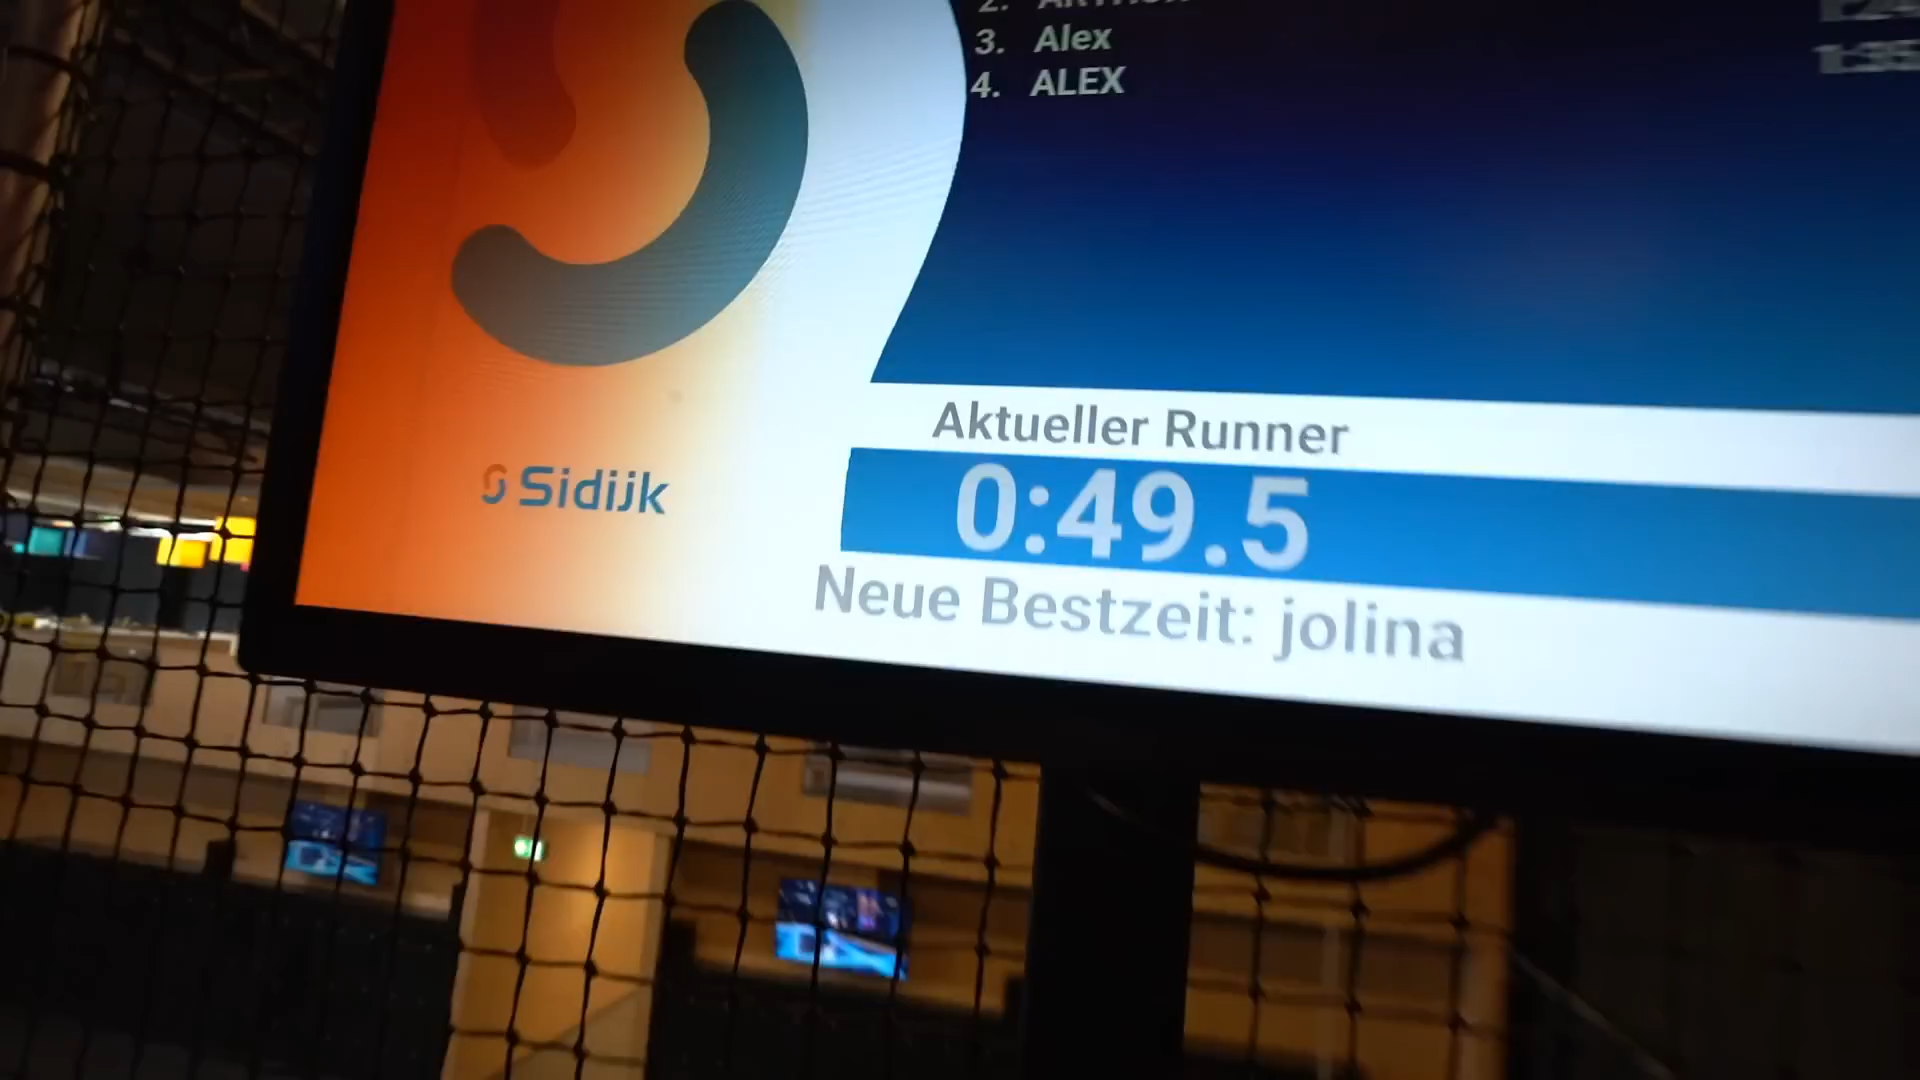 3. Alex
4. ALEX
Aktueller Runner
0:49.5
Neue Bestzeit: jolina
Sidijk